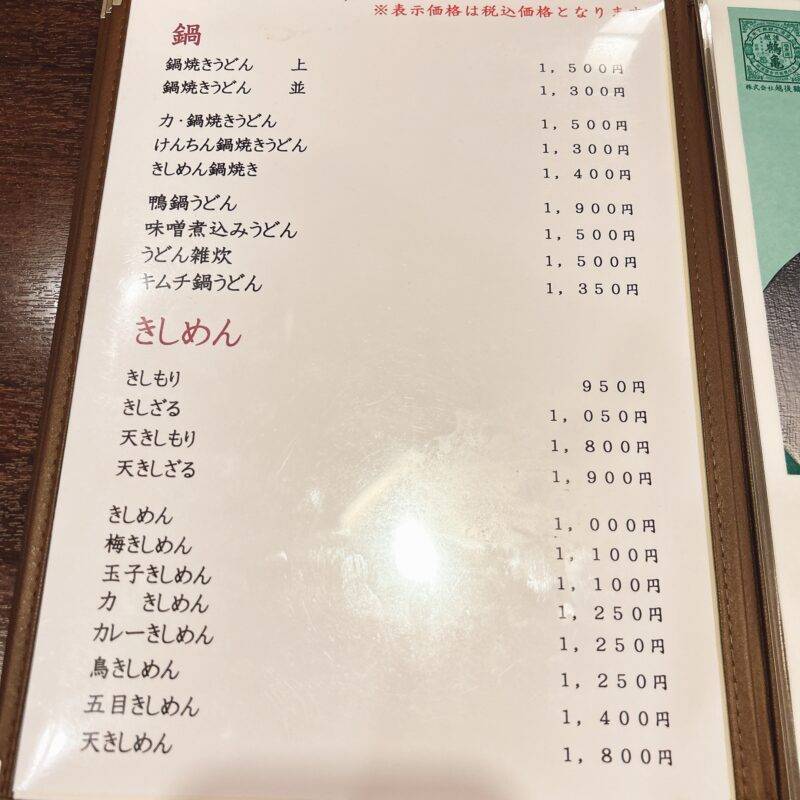 ※表示価格は税込価格となります
鍋
鍋焼きうどん 上 1,500円
鍋焼きうどん 並 1,300円
力・鍋焼きうどん 1,500円
けんちん鍋焼きうどん 1,300円
きしめん鍋焼き 1,400円
鴨鍋うどん 1,900円
味噌煮込みうどん 1,500円
うどん雑炊 1,500円
キムチ鍋うどん 1,350円
きしめん
きしもり 950円
きしざる 1,050円
天きしもり 1,800円
天きしざる 1,900円
きしめん 1,000円
梅きしめん 1,100円
玉子きしめん 1,100円
力 きしめん 1,250円
カレーきしめん 1,250円
鳥きしめん 1,250円
五目きしめん 1,400円
天きしめん 1,800円
鶴亀
株式会社越後鶴